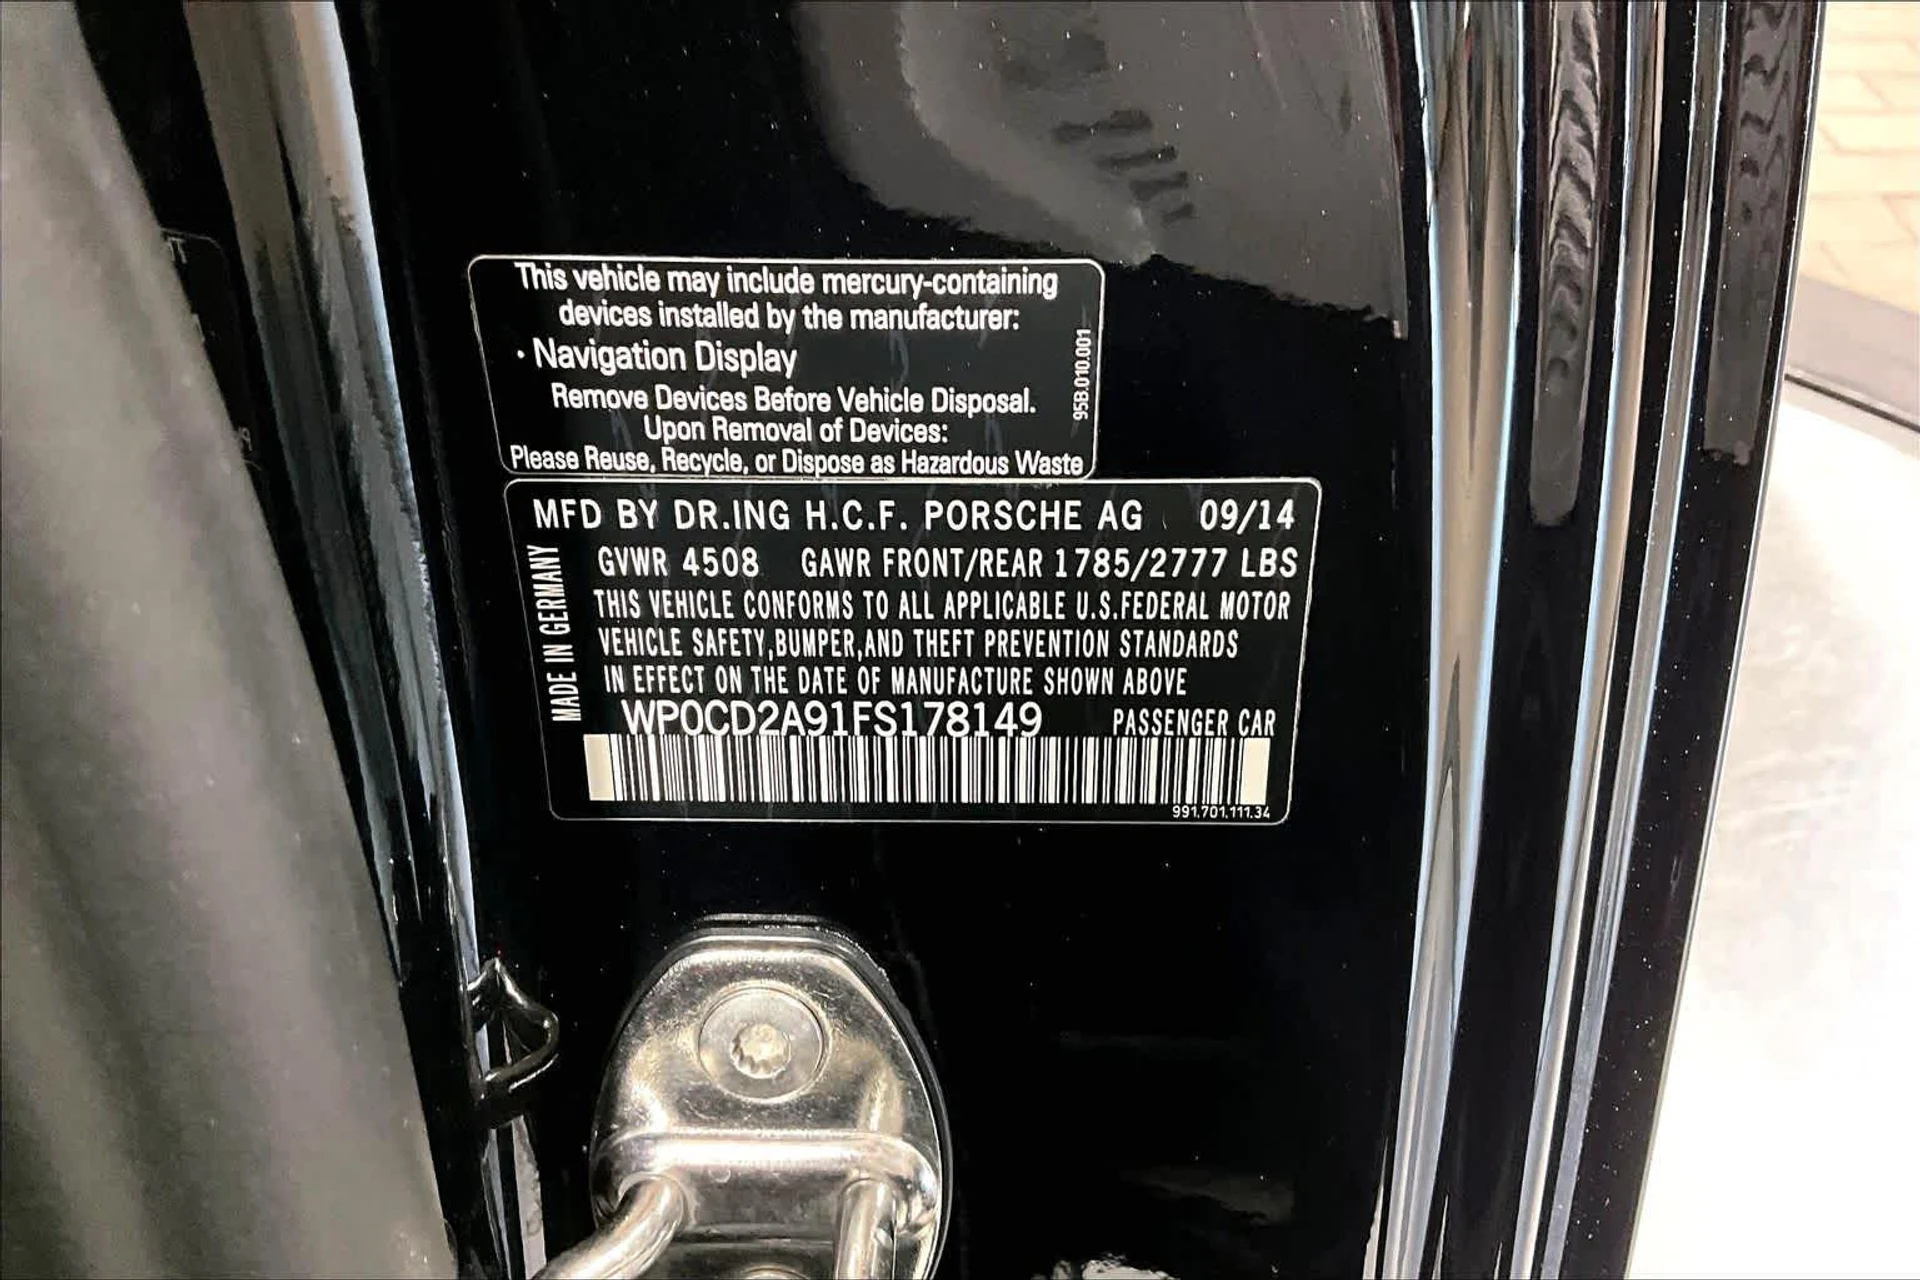 This vehicle may include mercury-containing
devices installed by the manufacturer:
· Navigation Display
Remove Devices Before Vehicle Disposal.
Upon Removal of Devices:
Please Reuse, Recycle, or Dispose as Hazardous Waste
95B.010.001
MFD BY DR.ING H.C.F. PORSCHE AG 09/14
GVWR 4508 GAWR FRONT/REAR 1785/2777 LBS
THIS VEHICLE CONFORMS TO ALL APPLICABLE U.S.FEDERAL MOTOR
VEHICLE SAFETY,BUMPER,AND THEFT PREVENTION STANDARDS
IN EFFECT ON THE DATE OF MANUFACTURE SHOWN ABOVE
MADE IN GERMANY
WP0CD2A91FS178149 PASSENGER CAR
991.701.111.34